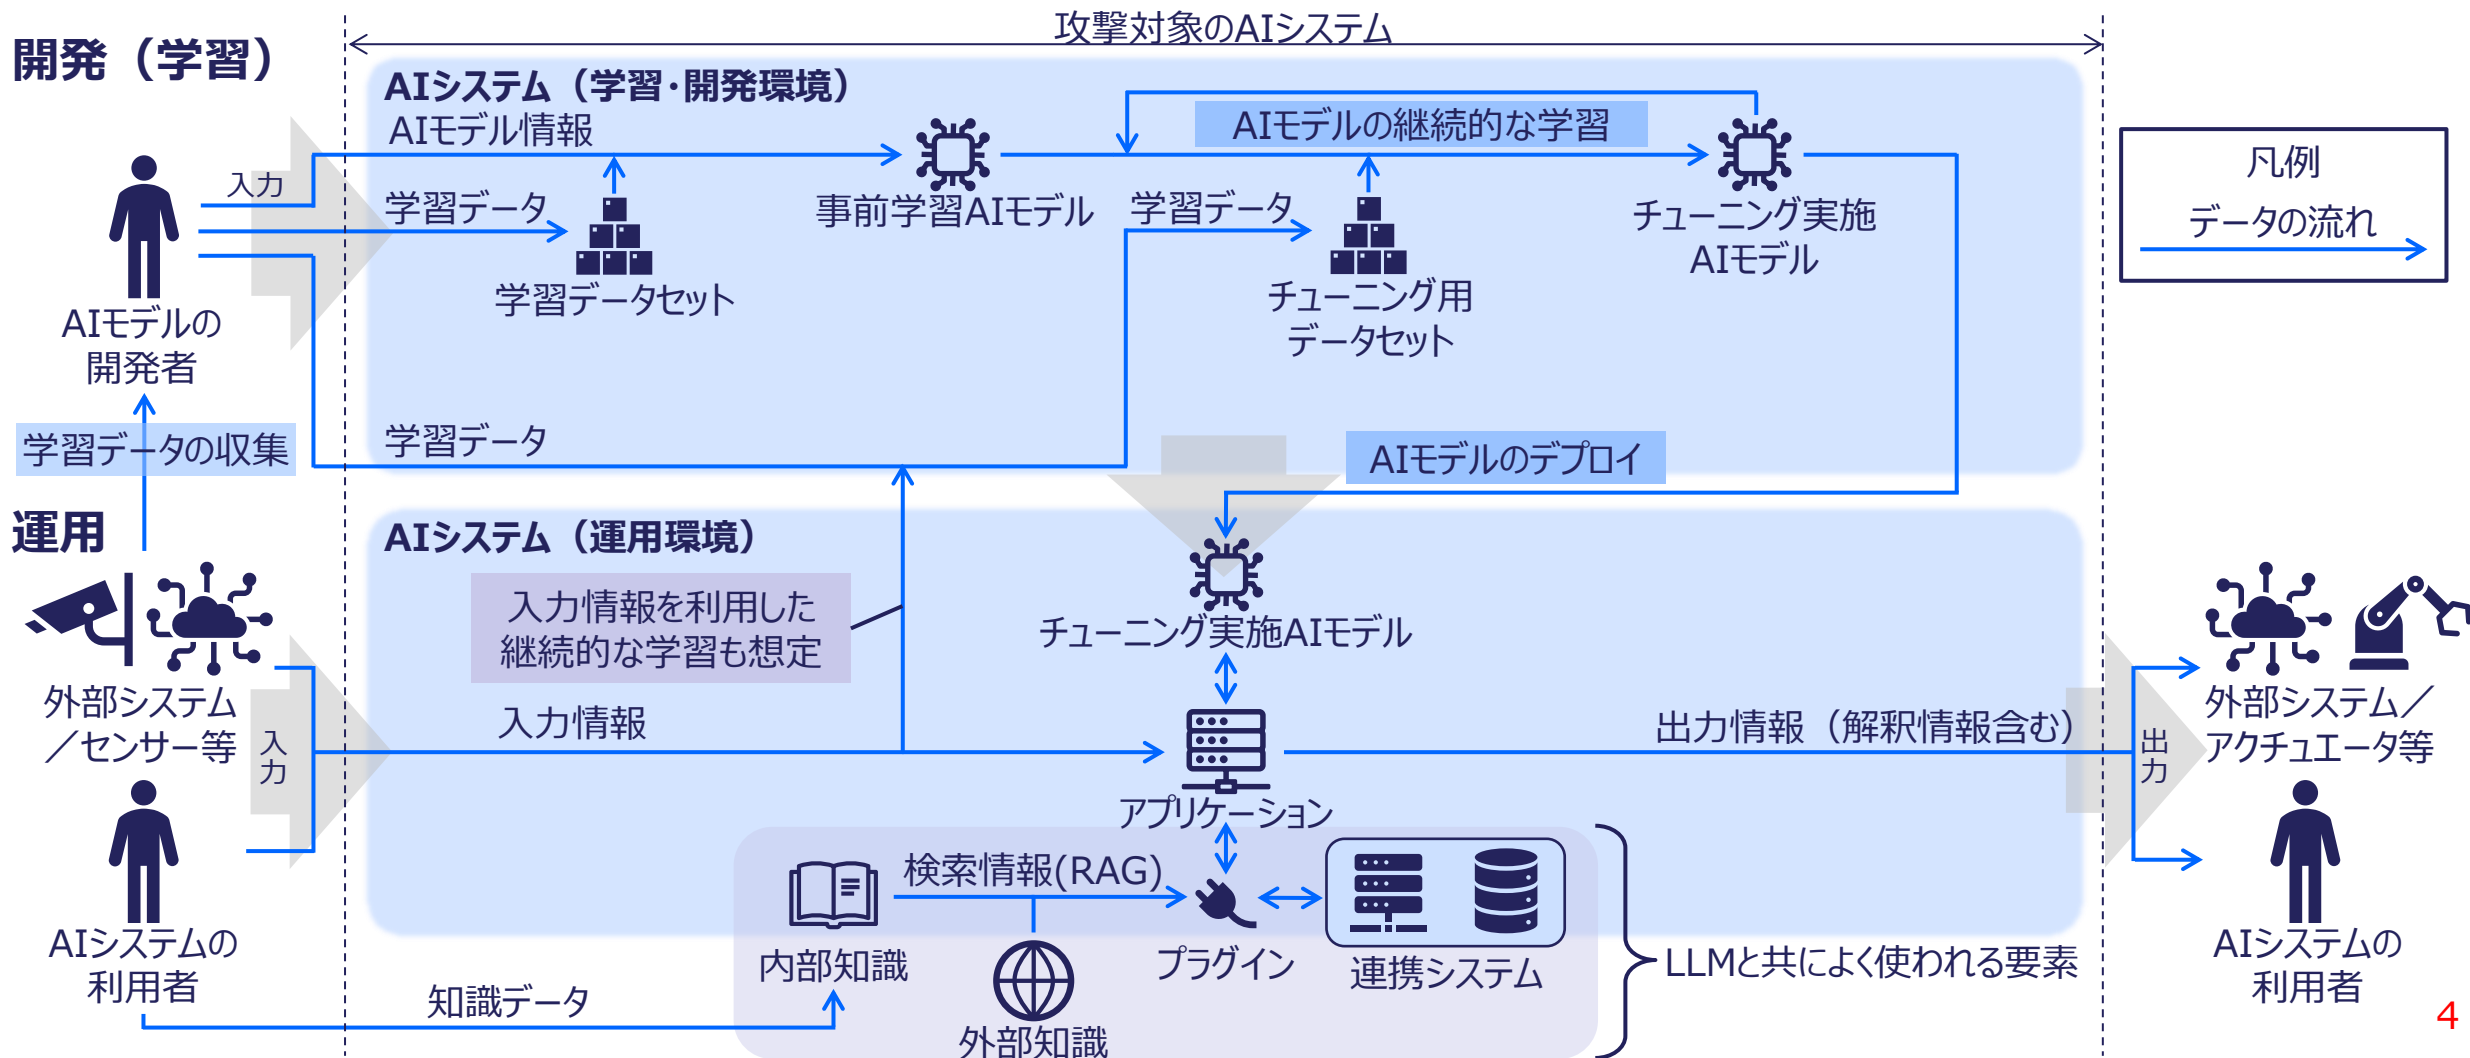 攻撃対象のAIシステム
開発（学習）
AIシステム（学習・開発環境）
AIモデル情報
AIモデルの継続的な学習
入力
学習データ
事前学習AIモデル
学習データ
チューニング実施
AIモデル
学習データセット
チューニング用
データセット
AIモデルの
開発者
凡例
データの流れ
学習データの収集
学習データ
AIモデルのデプロイ
運用
AIシステム（運用環境）
入力情報を利用した
継続的な学習も想定
チューニング実施AIモデル
外部システム
／センサー等
入力
入力情報
出力情報（解釈情報含む）
出力
外部システム／
アクチュエータ等
アプリケーション
検索情報(RAG)
AIシステムの
利用者
内部知識
プラグイン
連携システム
LLMと共によく使われる要素
AIシステムの
利用者
知識データ
外部知識
4